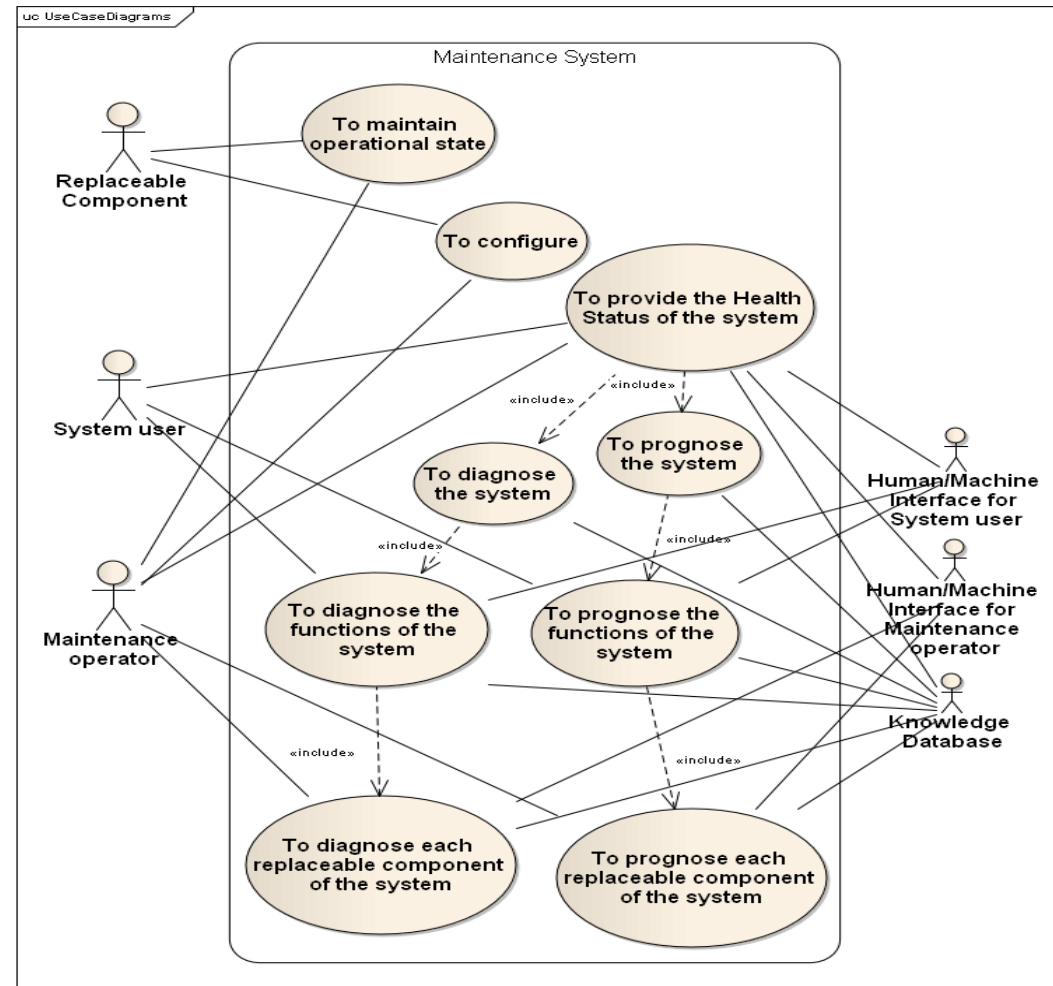 uc UseCaseDiagrams
Maintenance System
To maintain
operational state
Replaceable
Component
To configure
To provide the Health
Status of the system
System user
«include»
«include»
To diagnose
the system
To prognose
the system
Human/Machine
Interface for
System user
«include»
«include»
Human/Machine
Interface for
Maintenance
operator
Maintenance
operator
To diagnose the
functions of the
system
To prognose the
functions of the
system
Knowledge
Database
«include»
«include»
To diagnose each
replaceable component
of the system
To prognose each
replaceable component
of the system